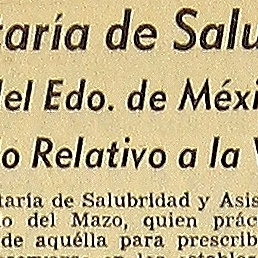 taría de Salu
del Edo. de Méxi
o Relativo a la V
taría de Salubridad y Asis
o del Mazo, quien prác
de aquélla para prescrib